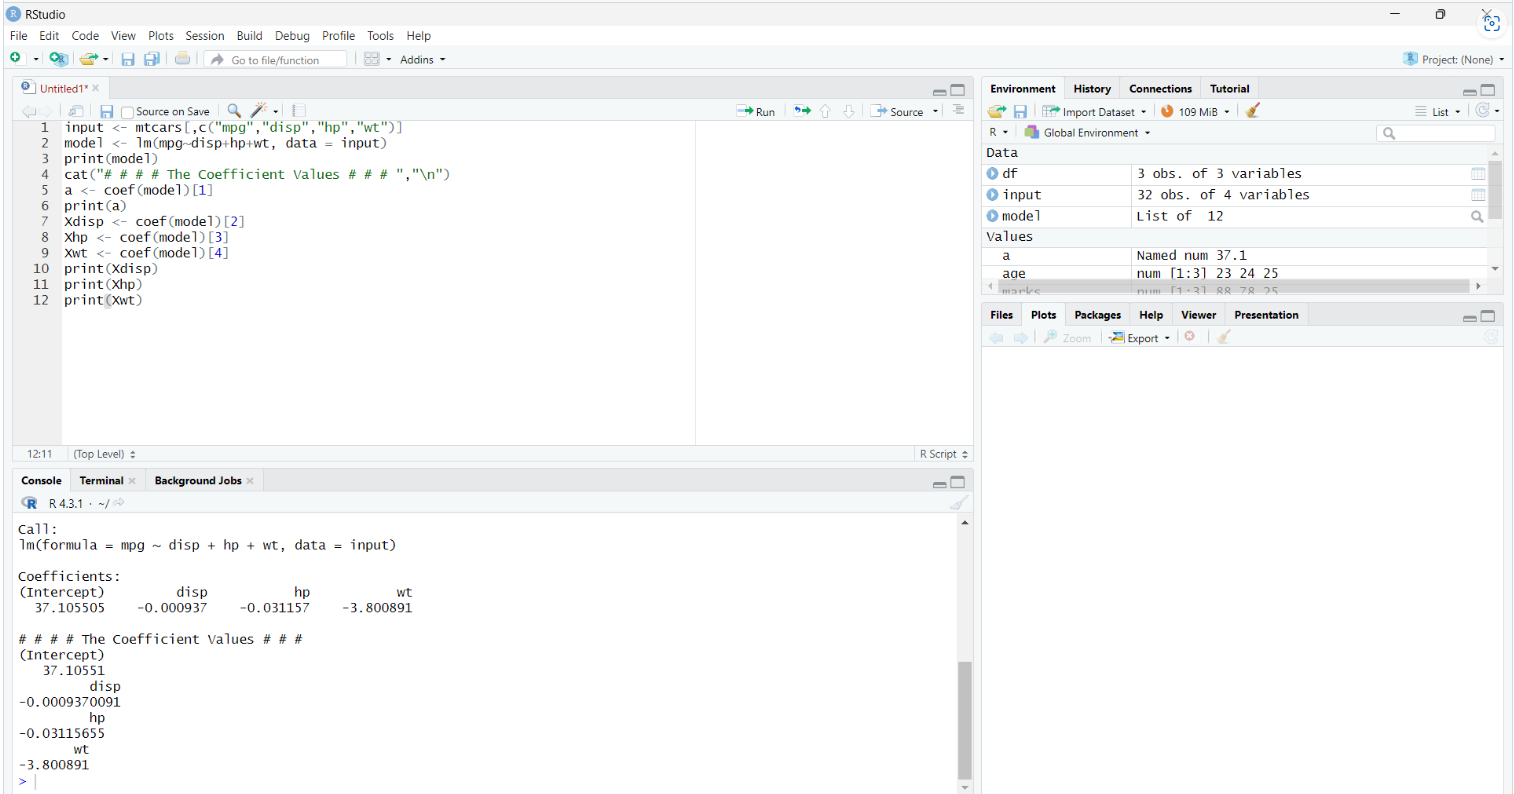 RStudio
File Edit Code View Plots Session Build Debug Profile Tools Help
Go to file/function Addins Project: (None)
Untitled1*
Source on Save Run Source
1 input <- mtcars[,c("mpg","disp","hp","wt")]
2 model <- lm(mpg~disp+hp+wt, data = input)
3 print(model)
4 cat("# # # # The Coefficient Values # # # ","\n")
5 a <- coef(model)[1]
6 print(a)
7 Xdisp <- coef(model)[2]
8 Xhp <- coef(model)[3]
9 Xwt <- coef(model)[4]
10 print(Xdisp)
11 print(Xhp)
12 print(Xwt)
12:11 (Top Level) R Script
Console Terminal Background Jobs
R 4.3.1 · ~/
Call:
lm(formula = mpg ~ disp + hp + wt, data = input)
Coefficients:
(Intercept) disp hp wt
37.105505 -0.000937 -0.031157 -3.800891
# # # # The Coefficient Values # # #
(Intercept)
37.10551
disp
-0.0009370091
hp
-0.03115655
wt
-3.800891
>
Environment History Connections Tutorial
Import Dataset 109 MiB List
R Global Environment
Data
df 3 obs. of 3 variables
input 32 obs. of 4 variables
model List of 12
Values
a Named num 37.1
age num [1:3] 23 24 25
marks num [1:3] 88 78 25
Files Plots Packages Help Viewer Presentation
Zoom Export